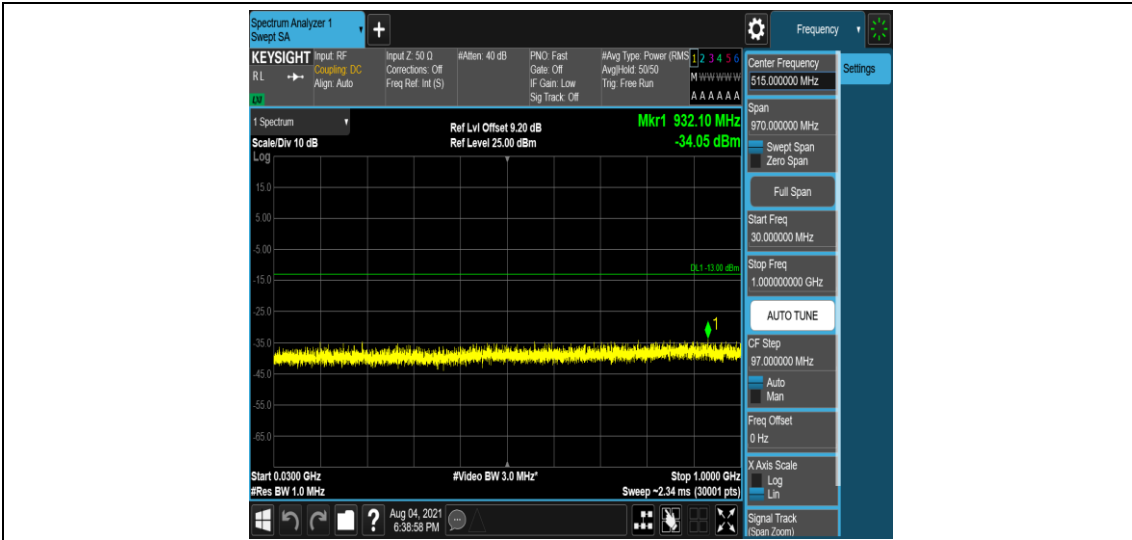 Spectrum Analyzer 1
Swept SA
+
Frequency
KEYSIGHT
RL
LXI
Input: RF
Coupling: DC
Align: Auto
Input Z: 50 Ω
Corrections: Off
Freq Ref: Int (S)
#Atten: 40 dB
PNO: Fast
Gate: Off
IF Gain: Low
Sig Track: Off
#Avg Type: Power (RMS
Avg|Hold: 50/50
Trig: Free Run
1 2 3 4 5 6
M W W W W W
A A A A A A
1 Spectrum
Scale/Div 10 dB
Ref Lvl Offset 9.20 dB
Ref Level 25.00 dBm
Mkr1 932.10 MHz
-34.05 dBm
Log
15.0
5.00
-5.00
DL1 -13.00 dBm
-15.0
-25.0
1
-35.0
-45.0
-55.0
-65.0
Start 0.0300 GHz
#Res BW 1.0 MHz
#Video BW 3.0 MHz*
Stop 1.0000 GHz
Sweep ~2.34 ms (30001 pts)
?
Aug 04, 2021
6:38:58 PM
Center Frequency
515.000000 MHz
Span
970.000000 MHz
Swept Span
Zero Span
Full Span
Start Freq
30.000000 MHz
Stop Freq
1.000000000 GHz
AUTO TUNE
CF Step
97.000000 MHz
Auto
Man
Freq Offset
0 Hz
X Axis Scale
Log
Lin
Signal Track
(Span Zoom)
Settings